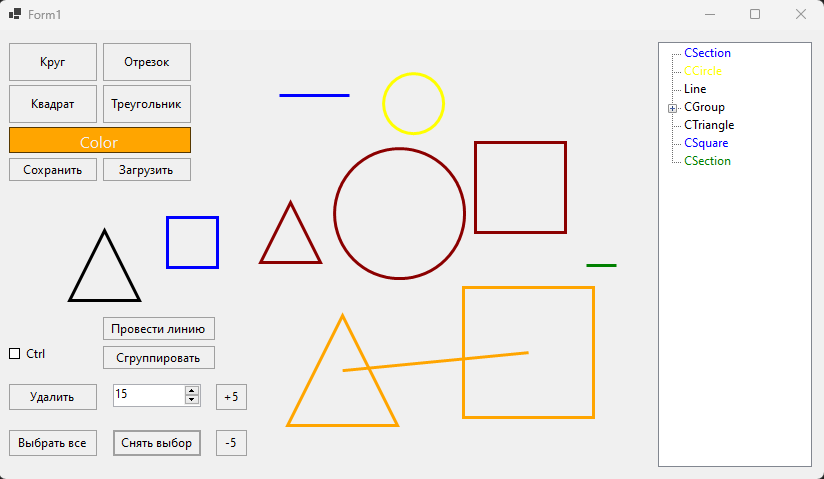 Form1
Круг
Отрезок
Квадрат
Треугольник
Color
Сохранить
Загрузить
CSection
CCircle
Line
CGroup
CTriangle
CSquare
CSection
Провести линию
Ctrl
Сгруппировать
Удалить
15
+5
Выбрать все
Снять выбор
-5